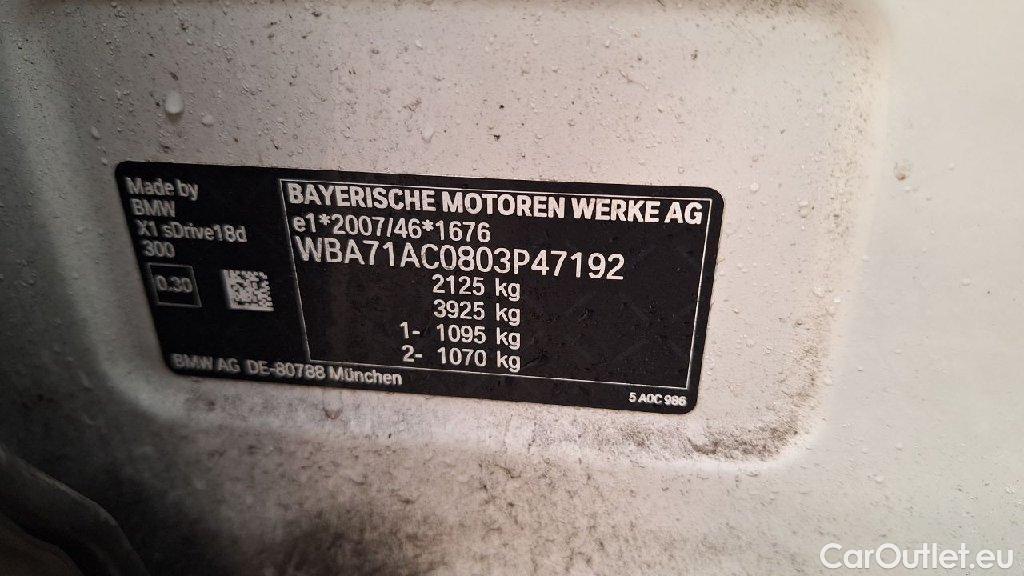 Made by
BMW
X1 sDrive18d
300
0.30
BAYERISCHE MOTOREN WERKE AG
e1*2007/46*1676
WBA71AC0803P47192
2125 kg
3925 kg
1- 1095 kg
2- 1070 kg
BMW AG DE-80788 München
5 A0C 986
CarOutlet.eu